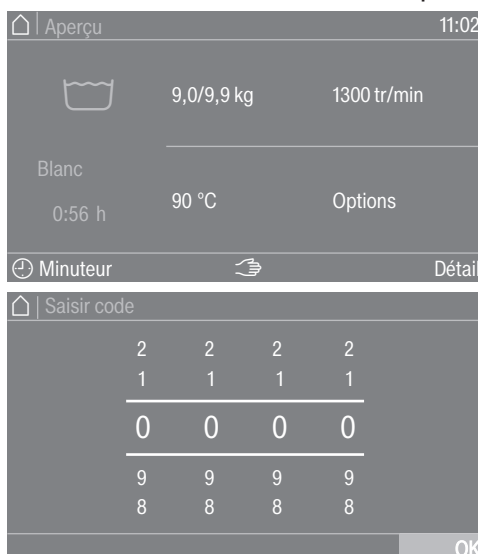 Aperçu 11:02
9,0/9,9 kg 1300 tr/min
Blanc
0:56 h
90 °C Options
Minuteur Détail
Saisir code
2 2 2 2
1 1 1 1
0 0 0 0
9 9 9 9
8 8 8 8
OK